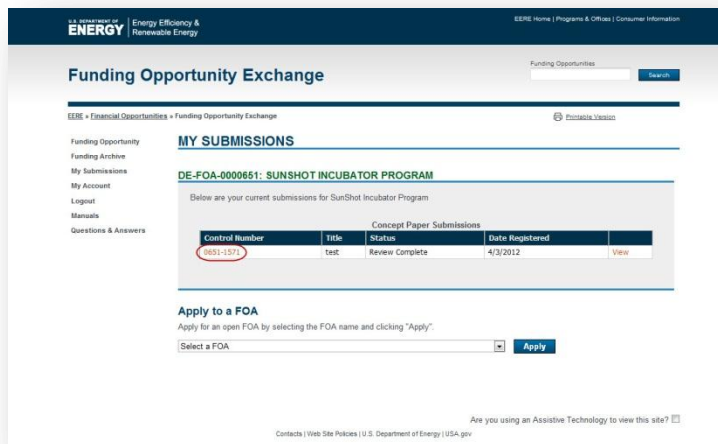 U.S. DEPARTMENT OF
ENERGY
Energy Efficiency &
Renewable Energy
EERE Home | Programs & Offices | Consumer Information
Funding Opportunity Exchange
Funding Opportunities
Search
EERE » Financial Opportunities » Funding Opportunity Exchange
Printable Version
Funding Opportunity
Funding Archive
My Submissions
My Account
Logout
Manuals
Questions & Answers
MY SUBMISSIONS
DE-FOA-0000651: SUNSHOT INCUBATOR PROGRAM
Below are your current submissions for SunShot Incubator Program
Concept Paper Submissions
Control Number Title Status Date Registered
0651-1571 test Review Complete 4/3/2012 View
Apply to a FOA
Apply for an open FOA by selecting the FOA name and clicking "Apply".
Select a FOA
Apply
Are you using an Assistive Technology to view this site?
Contacts | Web Site Policies | U.S. Department of Energy | USA.gov